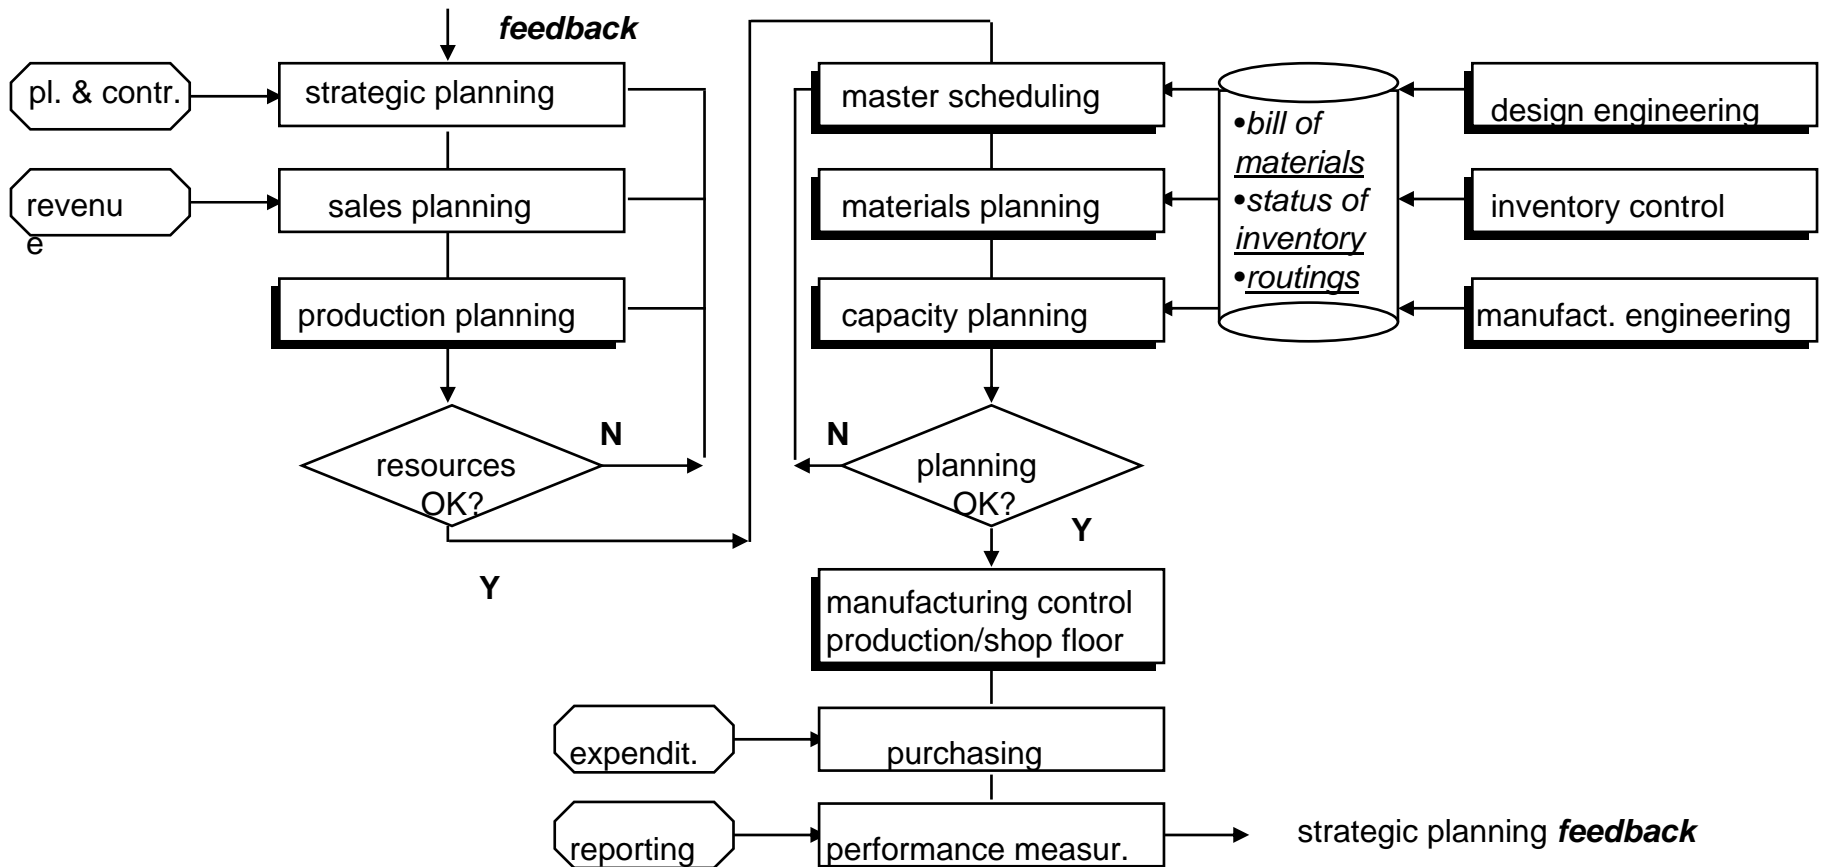 feedback
pl. & contr.
strategic planning
master scheduling
design engineering
•bill of
materials
•status of
inventory
•routings
revenu
e
sales planning
materials planning
inventory control
production planning
capacity planning
manufact. engineering
N
resources
OK?
Y
N
planning
OK?
Y
manufacturing control
production/shop floor
expendit.
purchasing
reporting
performance measur.
strategic planning feedback